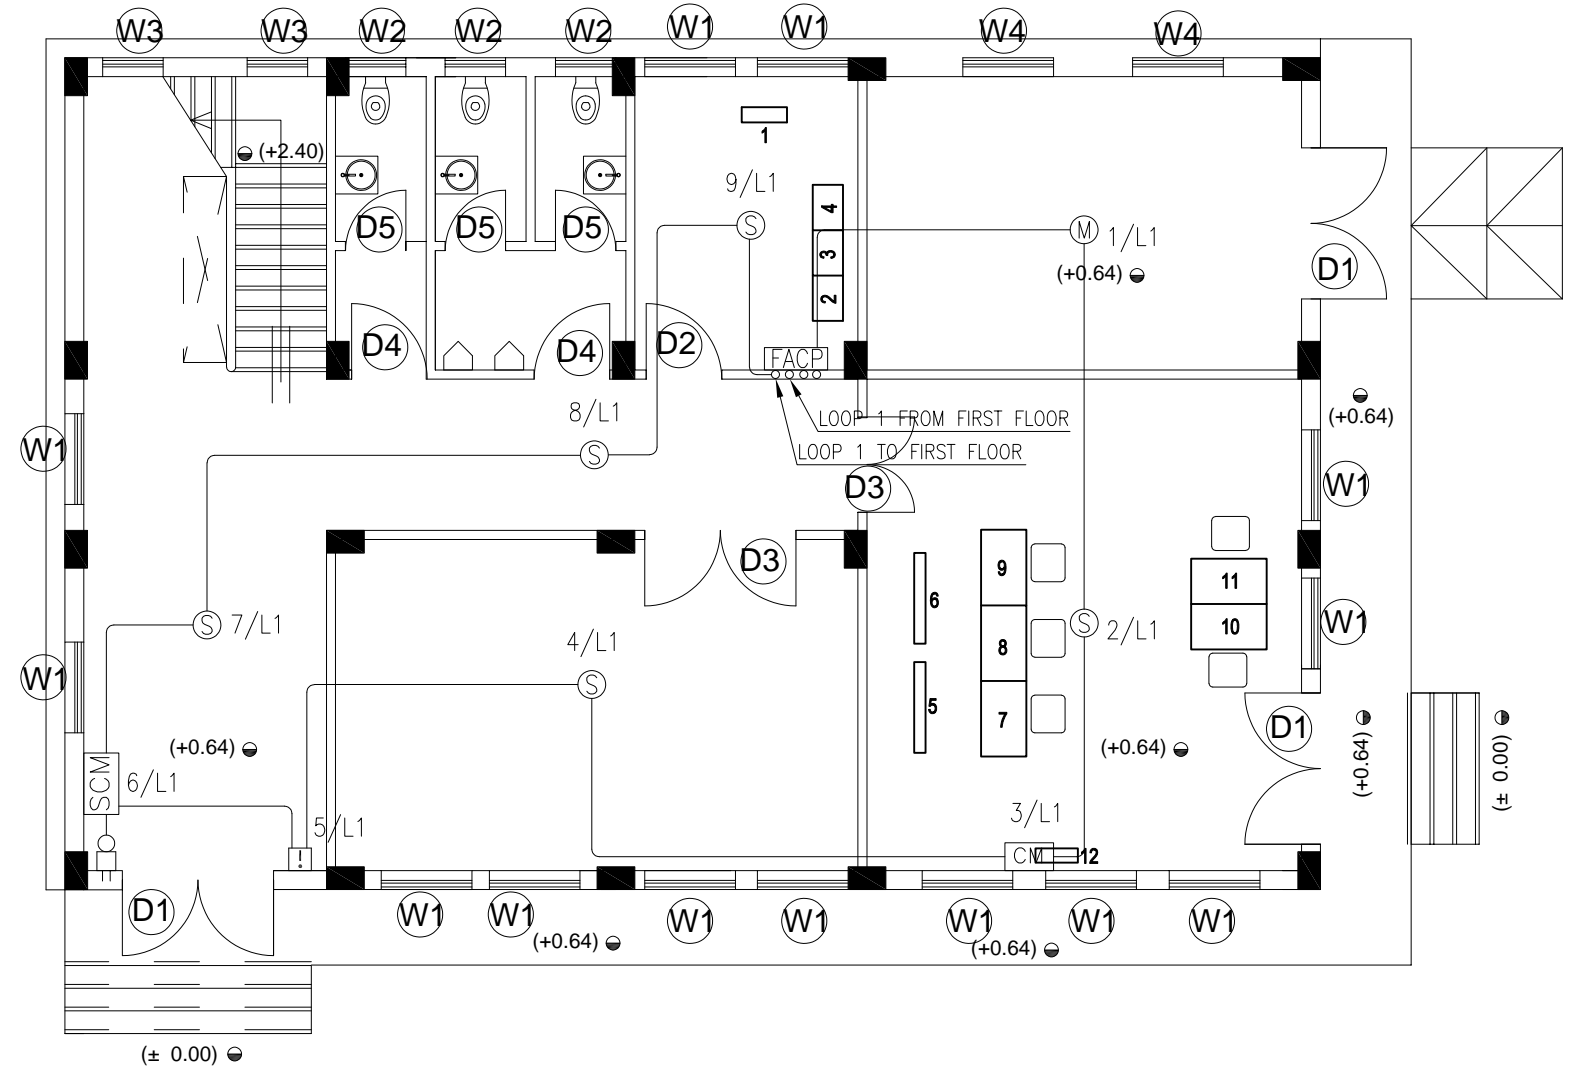 W3 W3 W2 W2 W2 W1 W1 W4 W4
1
(+2.40)
9/L1
4
D5 D5 D5
M 1/L1
S
3
(+0.64)
D1
2
D4 D4 D2
FACP
8/L1
LOOP 1 FROM FIRST FLOOR
(+0.64)
W1
S
LOOP 1 TO FIRST FLOOR
D3
W1
D3
9
11
6
7/L1
S
4/L1
8
S 2/L1
10
W1
W1
S
5
7
D1
(+0.64)
(+0.64)
(+0.64)
(± 0.00)
SCM
6/L1
5/L1
!
3/L1
CM
12
D1
W1 W1 W1 W1 W1 W1 W1
(+0.64)
(+0.64)
(± 0.00)